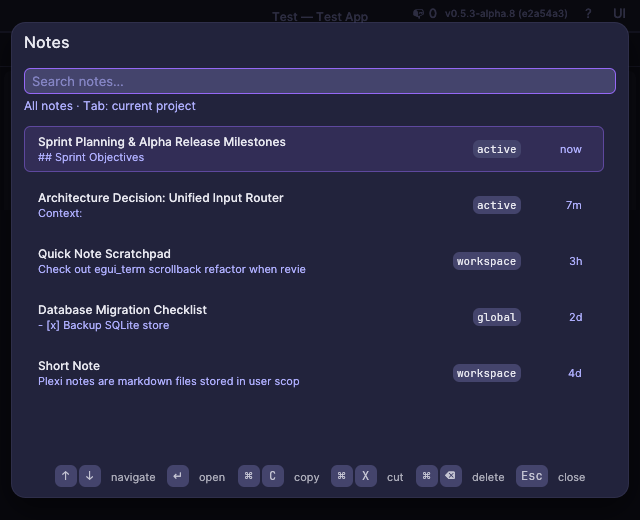 Test — Test App
0 v0.5.3-alpha.8 (e2a54a3) ? UI
Notes
Search notes...
All notes · Tab: current project
Sprint Planning & Alpha Release Milestones
## Sprint Objectives
active now
Architecture Decision: Unified Input Router
Context:
active 7m
Quick Note Scratchpad
Check out egui_term scrollback refactor when revie
workspace 3h
Database Migration Checklist
- [x] Backup SQLite store
global 2d
Short Note
Plexi notes are markdown files stored in user scop
workspace 4d
↑ ↓ navigate ↵ open ⌘ C copy ⌘ X cut ⌘ ⌫ delete Esc close